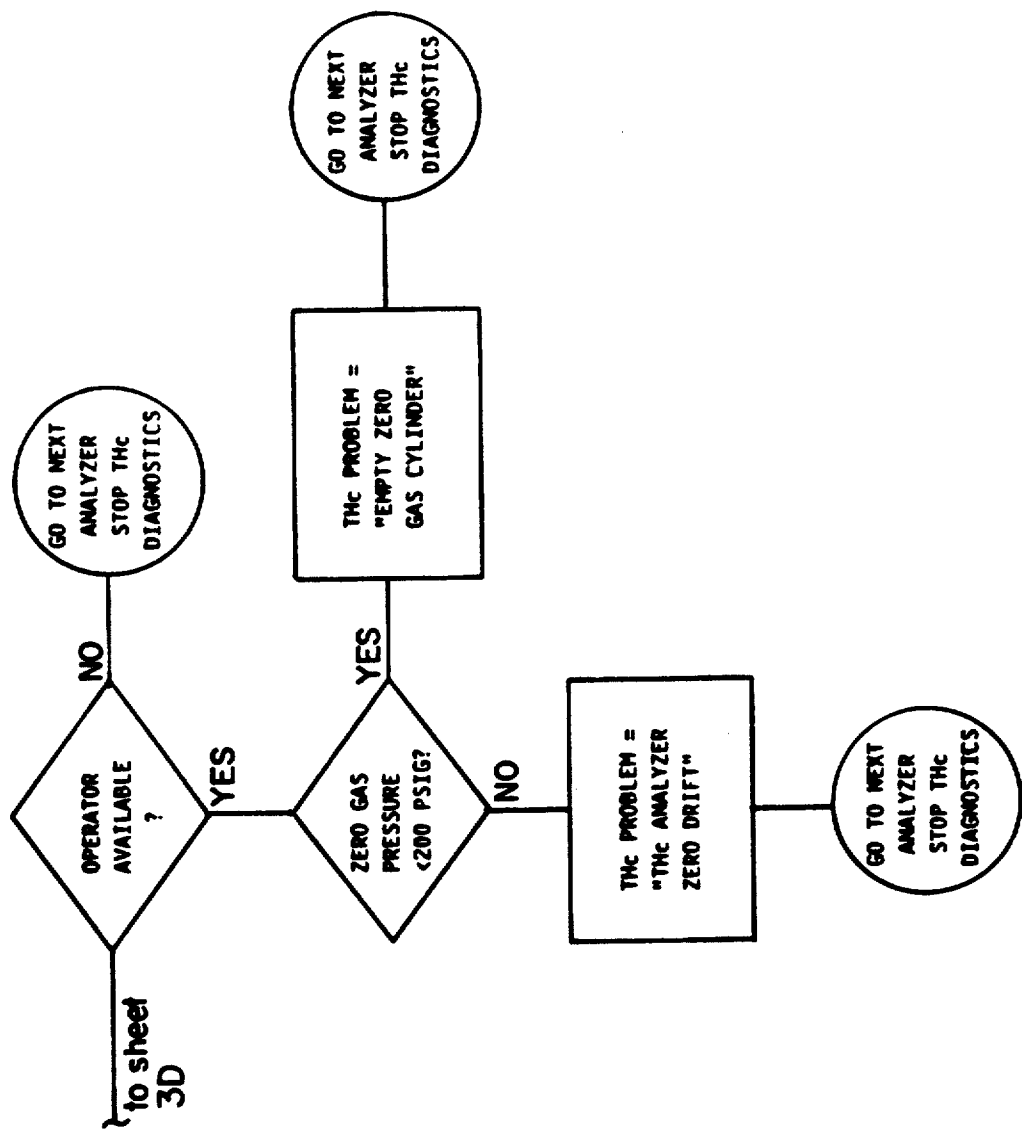 to sheet
3D
OPERATOR
AVAILABLE
?
NO
GO TO NEXT
ANALYZER
STOP THc
DIAGNOSTICS
YES
ZERO GAS
PRESSURE
<200 PSIG?
YES
THc PROBLEM =
"EMPTY ZERO
GAS CYLINDER"
GO TO NEXT
ANALYZER
STOP THc
DIAGNOSTICS
NO
THc PROBLEM =
"THc ANALYZER
ZERO DRIFT"
GO TO NEXT
ANALYZER
STOP THc
DIAGNOSTICS